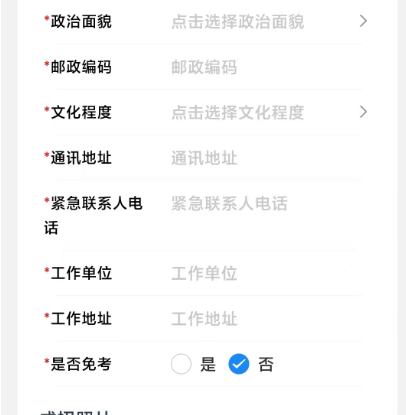 *政治面貌 点击选择政治面貌
*邮政编码 邮政编码
*文化程度 点击选择文化程度
*通讯地址 通讯地址
*紧急联系人电 紧急联系人电话
话
*工作单位 工作单位
*工作地址 工作地址
*是否免考 是 否